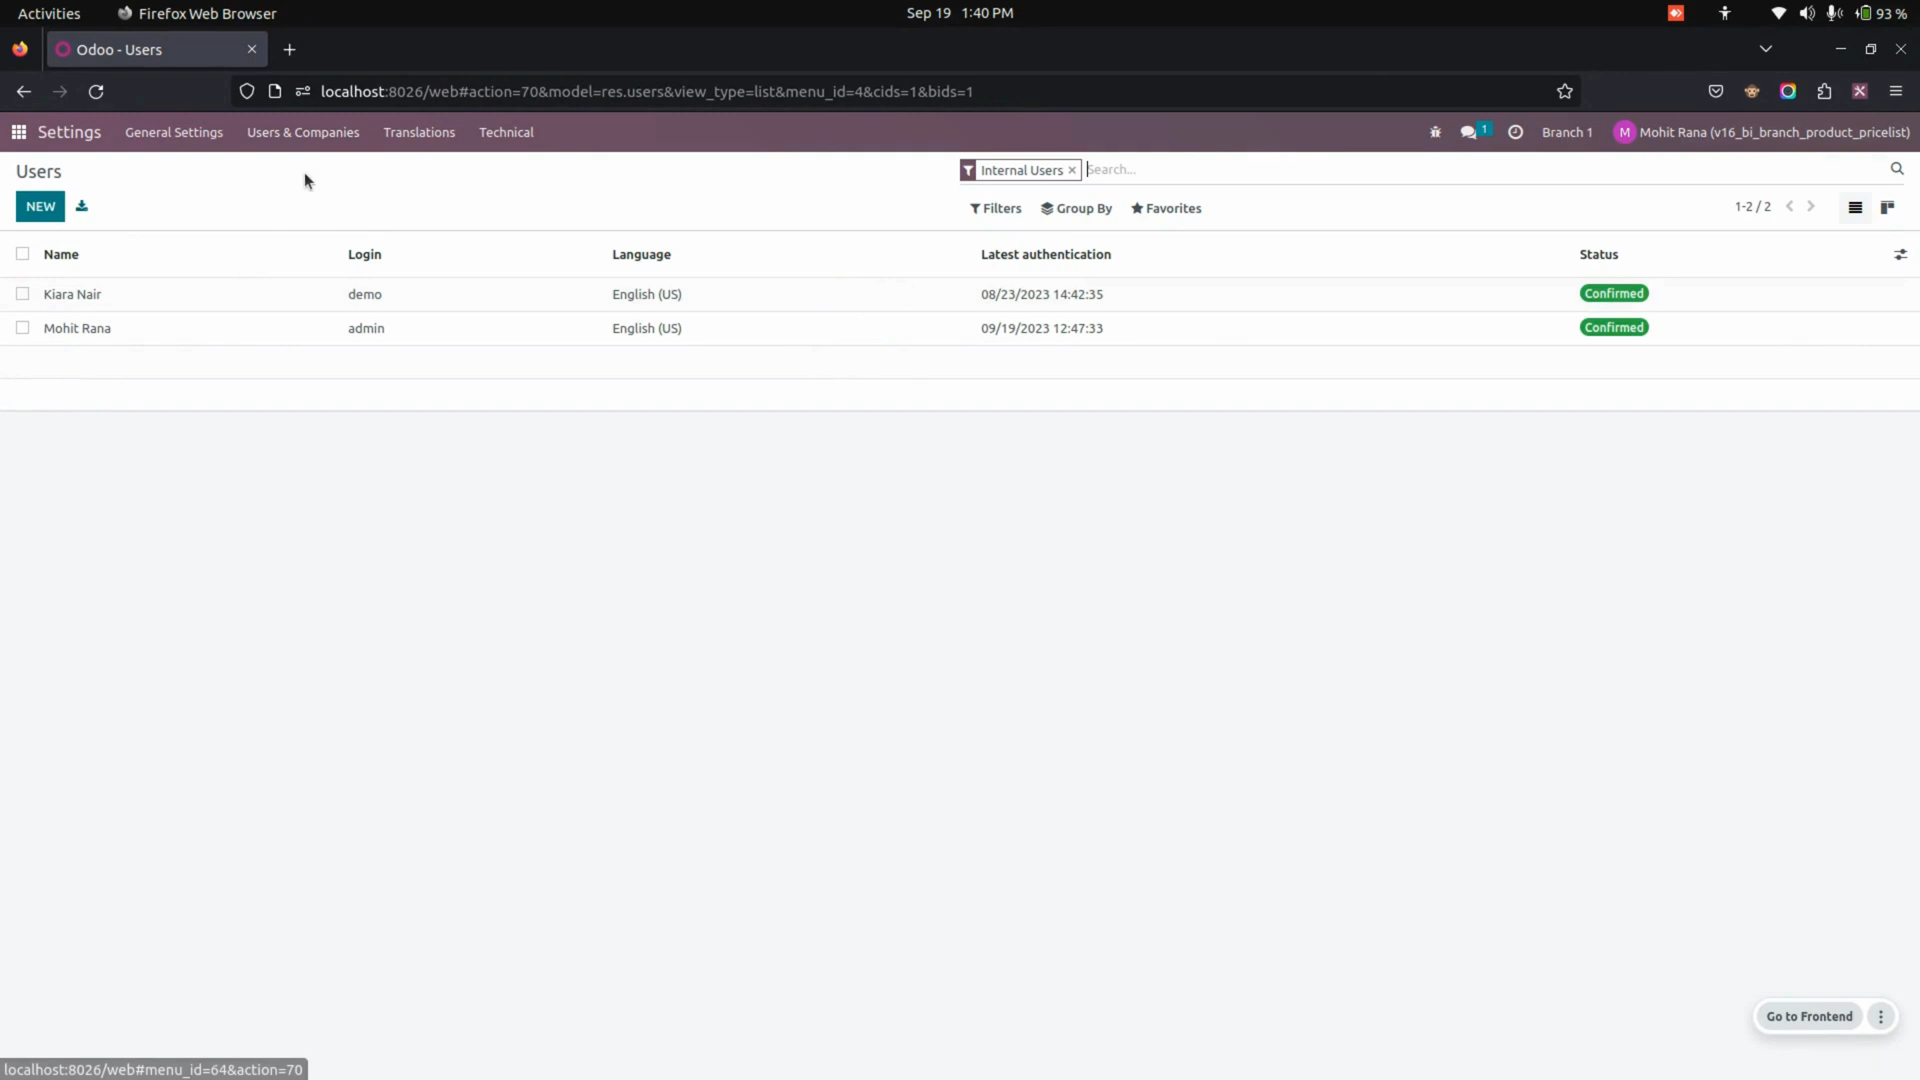 Activities Firefox Web Browser Sep 19 1:40 PM 93 %
Odoo - Users
localhost:8026/web#action=70&model=res.users&view_type=list&menu_id=4&cids=1&bids=1
Settings General Settings Users & Companies Translations Technical 1 Branch 1 M Mohit Rana (v16_bi_branch_product_pricelist)
Users Internal Users × Search...
NEW Filters Group By Favorites 1-2 / 2
Name Login Language Latest authentication Status
Kiara Nair demo English (US) 08/23/2023 14:42:35 Confirmed
Mohit Rana admin English (US) 09/19/2023 12:47:33 Confirmed
Go to Frontend
localhost:8026/web#menu_id=64&action=70